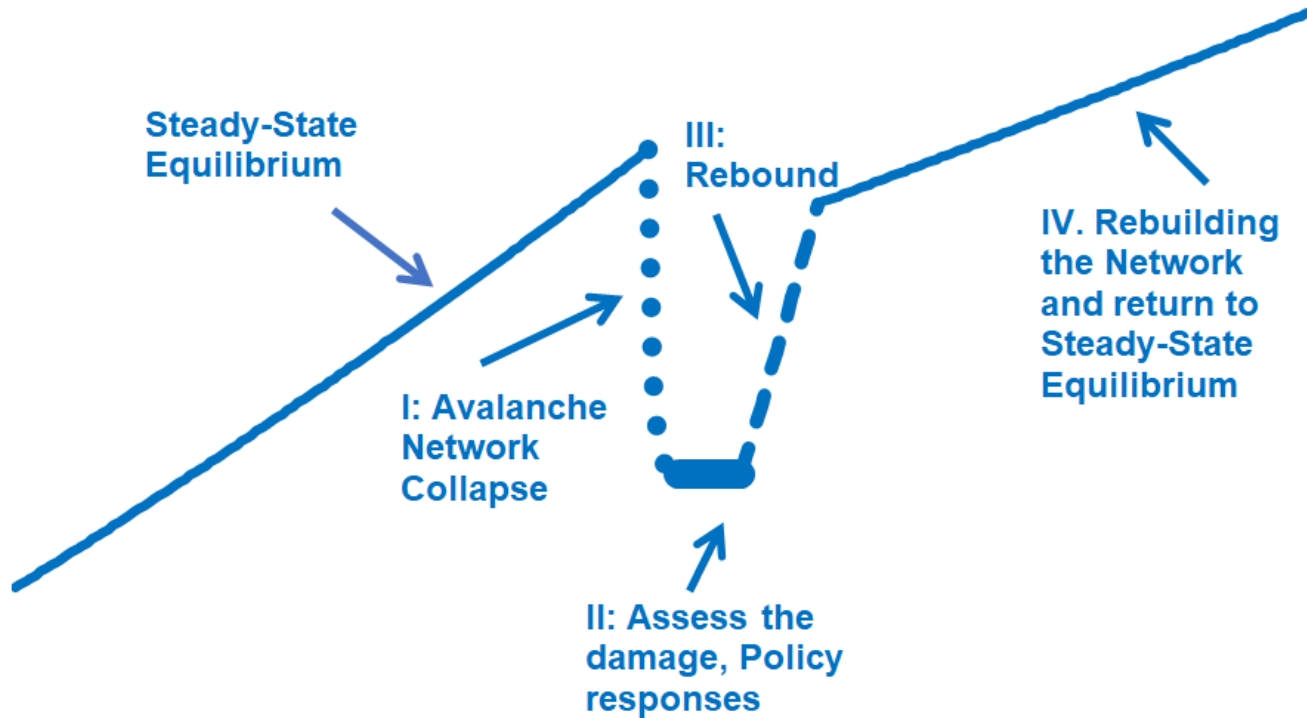 Steady-State
Equilibrium
I: Avalanche
Network
Collapse
II: Assess the
damage, Policy
responses
III:
Rebound
IV. Rebuilding
the Network
and return to
Steady-State
Equilibrium